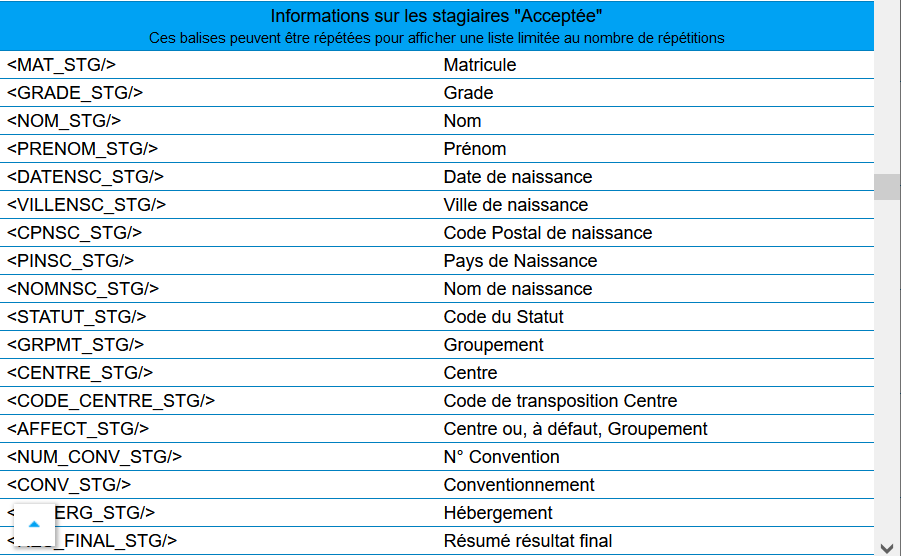 Informations sur les stagiaires "Acceptée"
Ces balises peuvent être répétées pour afficher une liste limitée au nombre de répétitions
<MAT_STG/> Matricule
<GRADE_STG/> Grade
<NOM_STG/> Nom
<PRENOM_STG/> Prénom
<DATENSC_STG/> Date de naissance
<VILLENSC_STG/> Ville de naissance
<CPNSC_STG/> Code Postal de naissance
<PINSC_STG/> Pays de Naissance
<NOMNSC_STG/> Nom de naissance
<STATUT_STG/> Code du Statut
<GRPMT_STG/> Groupement
<CENTRE_STG/> Centre
<CODE_CENTRE_STG/> Code de transposition Centre
<AFFECT_STG/> Centre ou, à défaut, Groupement
<NUM_CONV_STG/> N° Convention
<CONV_STG/> Conventionnement
ERG_STG/> Hébergement
_FINAL_STG/> Résumé résultat final